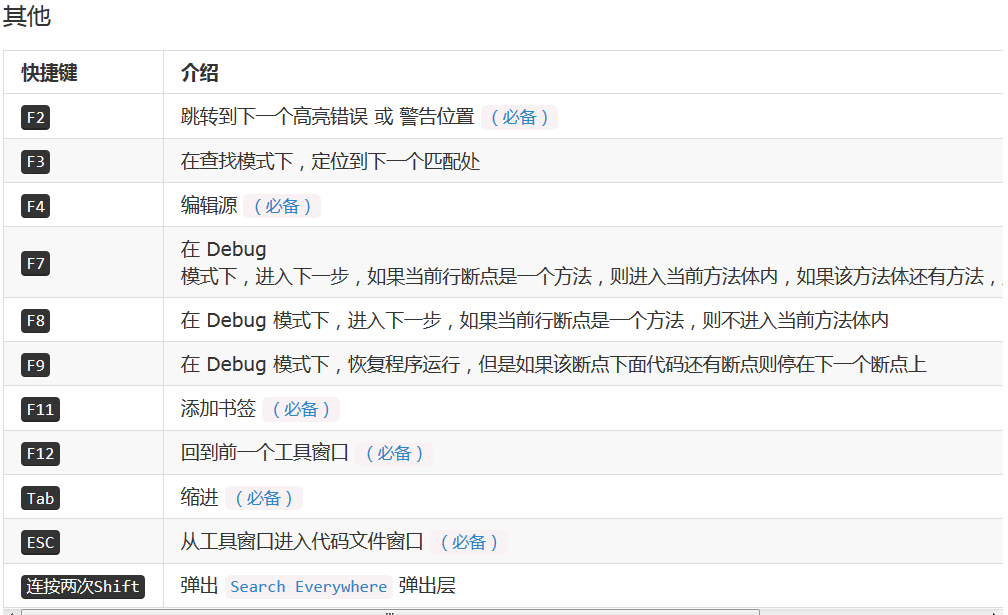 其他
快捷键 介绍
F2 跳转到下一个高亮错误 或 警告位置 （必备）
F3 在查找模式下，定位到下一个匹配处
F4 编辑源 （必备）
F7 在 Debug
模式下，进入下一步，如果当前行断点是一个方法，则进入当前方法体内，如果该方法体还有方法，
F8 在 Debug 模式下，进入下一步，如果当前行断点是一个方法，则不进入当前方法体内
F9 在 Debug 模式下，恢复程序运行，但是如果该断点下面代码还有断点则停在下一个断点上
F11 添加书签 （必备）
F12 回到前一个工具窗口 （必备）
Tab 缩进 （必备）
ESC 从工具窗口进入代码文件窗口 （必备）
连按两次Shift 弹出 Search Everywhere 弹出层